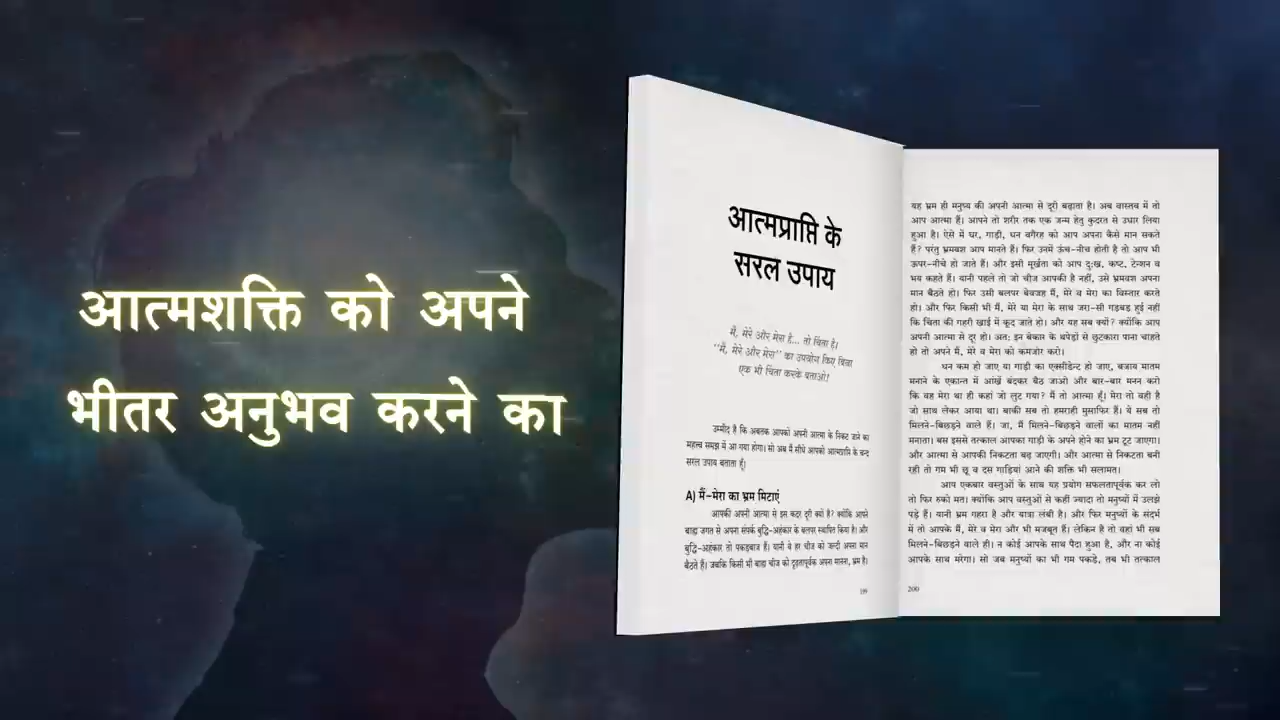 आत्मशक्ति को अपने
भीतर अनुभव करने का
आत्मप्राप्ति के
सरल उपाय
मैं, मेरे और मेरा है... तो चिंता है।
"मैं, मेरे और मेरा" का उपयोग किए बिना
एक भी चिंता करके बताओ!
उम्मीद है कि अबतक आपको अपनी आत्मा के निकट जाने का
महत्व समझ में आ गया होगा। सो अब मैं सीधे आपको आत्मप्राप्ति के चन्द
सरल उपाय बताता हूँ।
A) मैं-मेरा का भ्रम मिटाएं
आपकी अपनी आत्मा से इस कदर दूरी क्यों है? क्योंकि आपने
बाह्य जगत से अपना संपर्क बुद्धि-अहंकार के बलपर स्थापित किया है। और
बुद्धि-अहंकार तो पकड़बाज हैं। यानी वे हर चीज को जल्दी अपना मान
बैठते हैं। जबकि किसी भी बाह्य चीज को दृढ़तापूर्वक अपना मानना, भ्रम है।
199
यह भ्रम ही मनुष्य की अपनी आत्मा से दूरी बढ़ाता है। अब वास्तव में तो
आप आत्मा हैं। आपने तो शरीर तक एक जन्म हेतु कुदरत से उधार लिया
हुआ है। ऐसे में घर, गाड़ी, धन वगैरह को आप अपना कैसे मान सकते
हैं? परंतु भ्रमवश आप मानते हैं। फिर उनमें ऊंच-नीच होती है तो आप भी
ऊपर-नीचे हो जाते हैं। और इसी मूर्खता को आप दुःख, कष्ट, टेन्शन व
भय कहते हैं। यानी पहले तो जो चीज आपकी है नहीं, उसे भ्रमवश अपना
मान बैठते हो। फिर उसी बलपर बेवजह मैं, मेरे व मेरा का विस्तार करते
हो। और फिर किसी भी मैं, मेरे या मेरा के साथ जरा-सी गड़बड़ हुई नहीं
कि चिंता की गहरी खाई में कूद जाते हो। और यह सब क्यों? क्योंकि आप
अपनी आत्मा से दूर हो। अतः इन बेकार के थपेड़ों से छुटकारा पाना चाहते
हो तो अपने मैं, मेरे व मेरा को कमजोर करो।
धन कम हो जाए या गाड़ी का एक्सीडेन्ट हो जाए, बजाय मातम
मनाने के एकान्त में आंखें बंदकर बैठ जाओ और बार-बार मनन करो
कि वह मेरा था ही कहां जो लुट गया? मैं तो आत्मा हूँ। मेरा तो वही है
जो साथ लेकर आया था। बाकी सब तो हमराही मुसाफिर हैं। ये सब तो
मिलने-बिछड़ने वाले हैं। जा, मैं मिलने-बिछड़ने वालों का मातम नहीं
मनाता। बस इससे तत्काल आपका गाड़ी के अपने होने का भ्रम टूट जाएगा।
और आत्मा से आपकी निकटता बढ़ जाएगी। और आत्मा से निकटता बनी
रही तो गम भी छू व दस गाड़ियां आने की शक्ति भी सलामत।
आप एकबार वस्तुओं के साथ यह प्रयोग सफलतापूर्वक कर लो
तो फिर रुको मत। क्योंकि आप वस्तुओं से कहीं ज्यादा तो मनुष्यों में उलझे
पड़े हैं। यानी भ्रम गहरा है और यात्रा लंबी है। और फिर मनुष्यों के संदर्भ
में तो आपके मैं, मेरे व मेरा और भी मजबूत हैं। लेकिन है तो वहां भी सब
मिलने-बिछड़ने वाले ही। न कोई आपके साथ पैदा हुआ है, और ना कोई
आपके साथ मरेगा। सो जब मनुष्यों का भी गम पकड़े, तब भी तत्काल
200